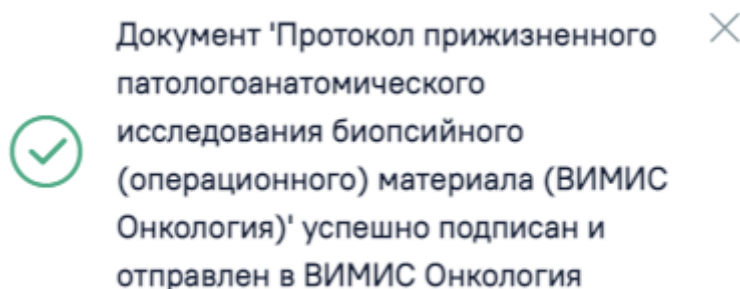 Документ 'Протокол прижизненного
патологоанатомического
исследования биопсийного
(операционного) материала (ВИМИС
Онкология)' успешно подписан и
отправлен в ВИМИС Онкология